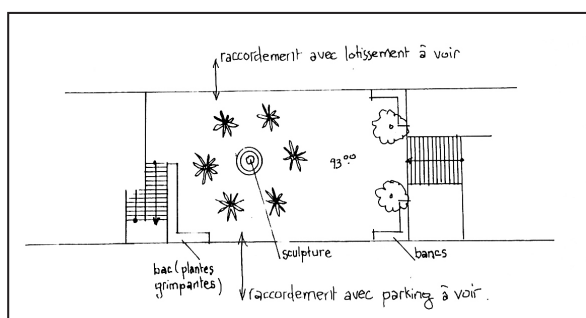 raccordement avec lotissement à voir
93.00
sculpture
bancs
bac (plantes
grimpantes)
raccordement avec parking à voir.